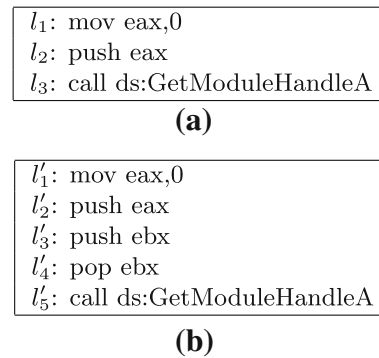 l₁: mov eax,0
l₂: push eax
l₃: call ds:GetModuleHandleA
(a)
l′₁: mov eax,0
l′₂: push eax
l′₃: push ebx
l′₄: pop ebx
l′₅: call ds:GetModuleHandleA
(b)